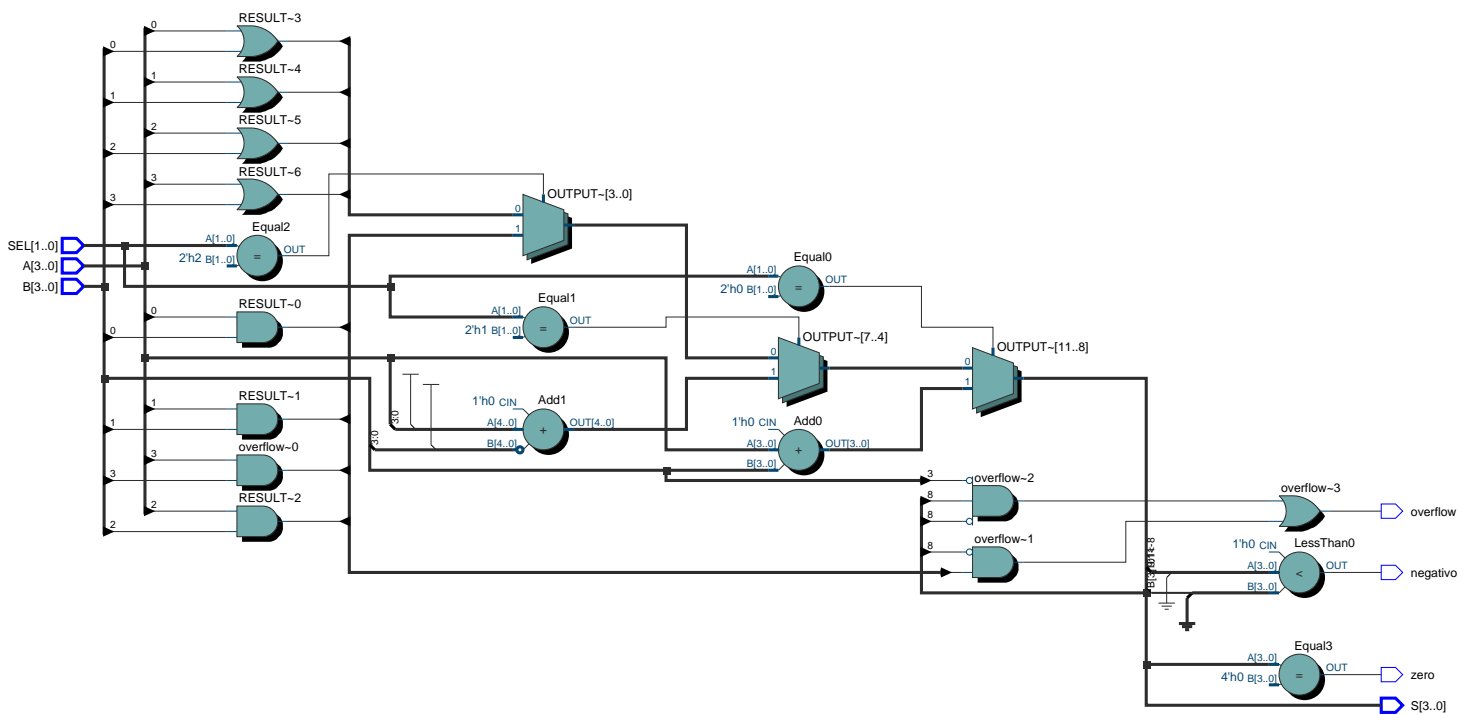 RESULT~3
0
0
RESULT~4
1
1
RESULT~5
2
2
RESULT~6
3
3
OUTPUT~[3..0]
0
1
SEL[1..0]
A[3..0]
B[3..0]
Equal2
A[1..0]
2'h2 B[1..0]
=
OUT
Equal0
A[1..0]
2'h0 B[1..0]
=
OUT
RESULT~0
0
0
Equal1
A[1..0]
2'h1 B[1..0]
=
OUT
OUTPUT~[7..4]
0
1
OUTPUT~[11..8]
0
1
RESULT~1
1
1
3:0
3:0
Add1
1'h0 CIN
A[4..0]
B[4..0]
+
OUT[4..0]
Add0
1'h0 CIN
A[3..0]
B[3..0]
+
OUT[3..0]
overflow~0
3
3
RESULT~2
2
2
overflow~2
3
8
8
overflow~1
8
overflow~3
overflow
LessThan0
1'h0 CIN
A[3..0]
B[3..0]
<
OUT
negativo
Equal3
A[3..0]
4'h0 B[3..0]
=
OUT
zero
S[3..0]